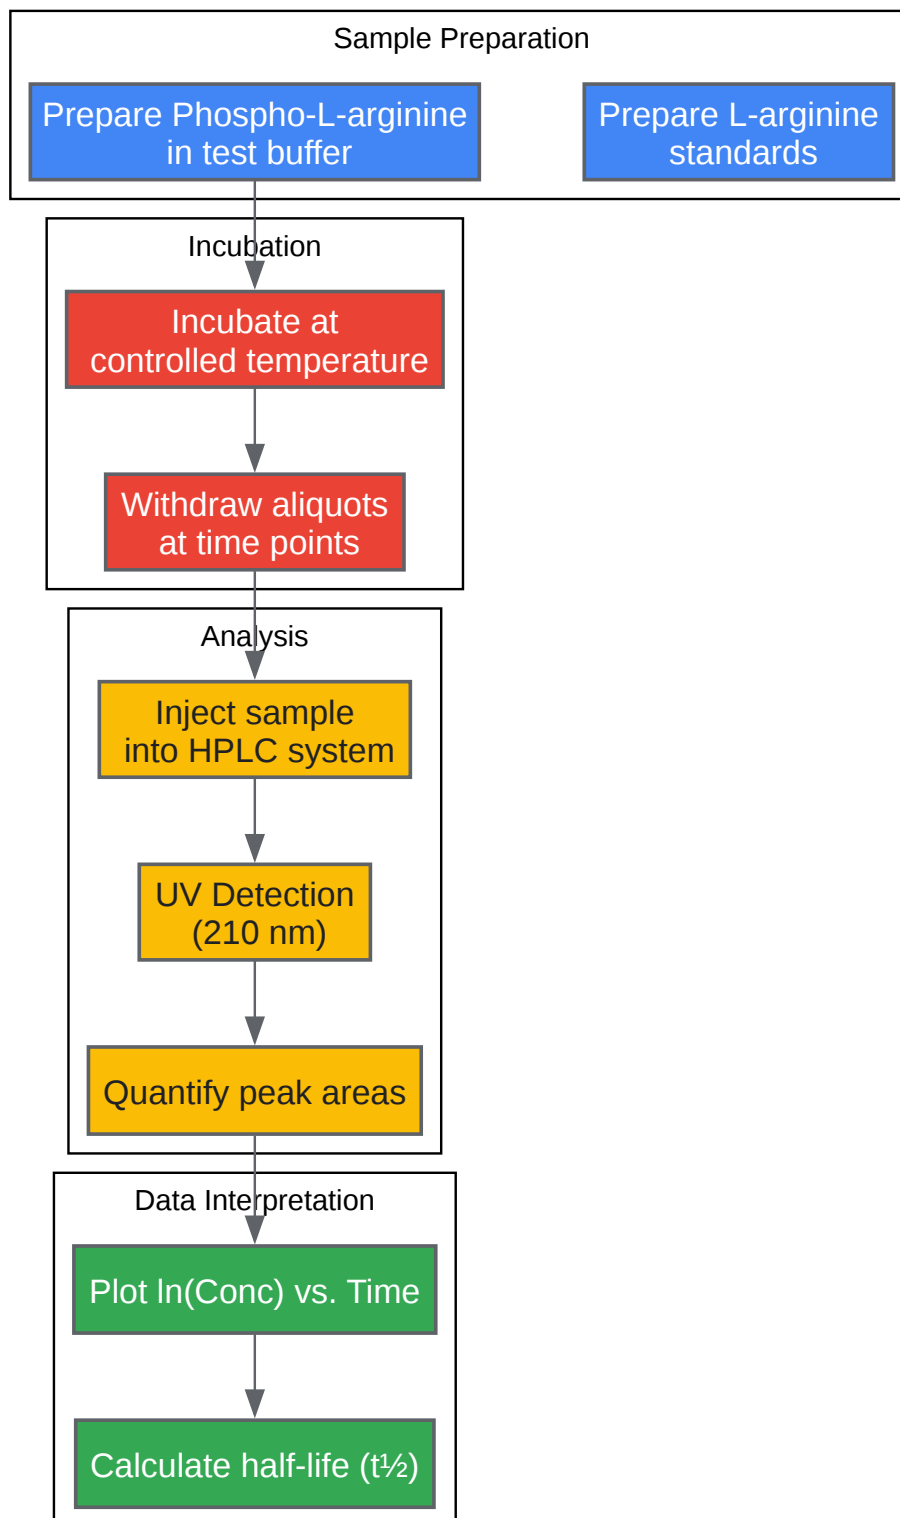 Sample Preparation
Prepare Phospho-L-arginine
in test buffer
Prepare L-arginine
standards
Incubation
Incubate at
controlled temperature
Withdraw aliquots
at time points
Analysis
Inject sample
into HPLC system
UV Detection
(210 nm)
Quantify peak areas
Data Interpretation
Plot ln(Conc) vs. Time
Calculate half-life (t½)